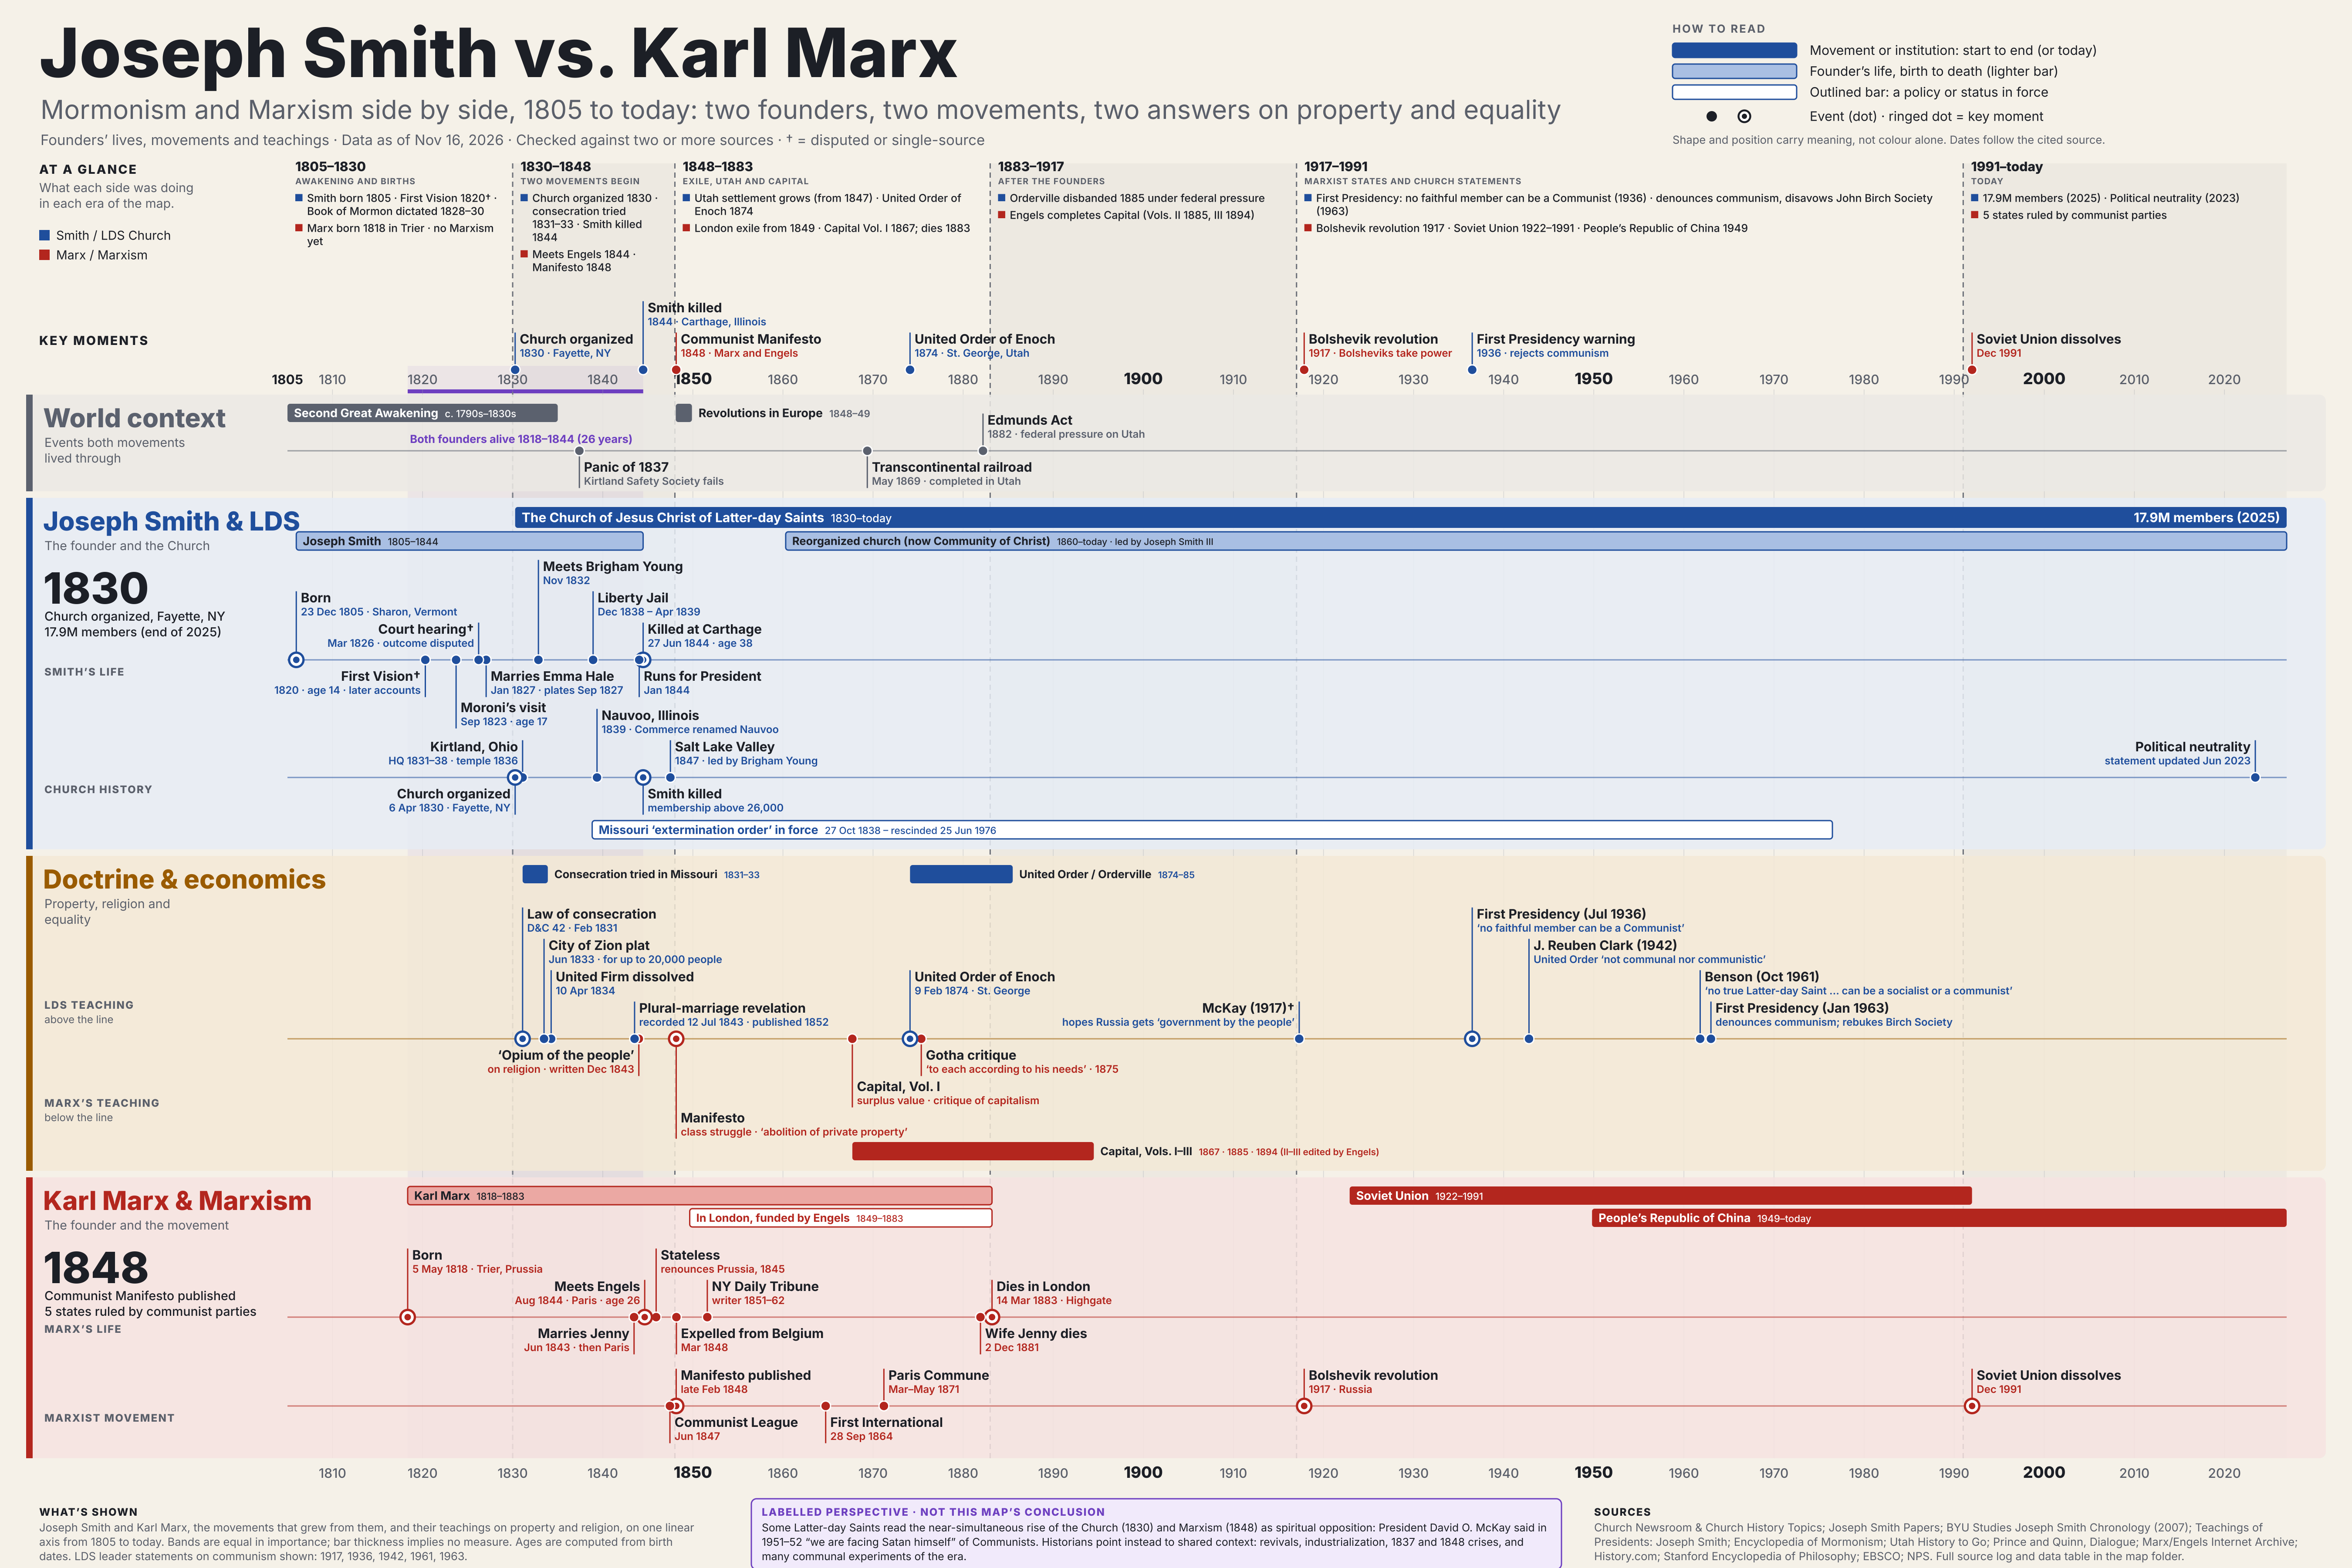 Joseph Smith vs. Karl Marx
Mormonism and Marxism side by side, 1805 to today: two founders, two movements, two answers on property and equality
Founders’ lives, movements and teachings · Data as of Nov 16, 2026 · Checked against two or more sources · † = disputed or single-source
HOW TO READ
Movement or institution: start to end (or today)
Founder’s life, birth to death (lighter bar)
Outlined bar: a policy or status in force
Event (dot) · ringed dot = key moment
Shape and position carry meaning, not colour alone. Dates follow the cited source.
AT A GLANCE
What each side was doing
in each era of the map.
Smith / LDS Church
Marx / Marxism
1805–1830
AWAKENING AND BIRTHS
Smith born 1805 · First Vision 1820† ·
Book of Mormon dictated 1828–30
Marx born 1818 in Trier · no Marxism
yet
1830–1848
TWO MOVEMENTS BEGIN
Church organized 1830 ·
consecration tried
1831–33 · Smith killed
1844
Meets Engels 1844 ·
Manifesto 1848
1848–1883
EXILE, UTAH AND CAPITAL
Utah settlement grows (from 1847) · United Order of
Enoch 1874
London exile from 1849 · Capital Vol. I 1867; dies 1883
1883–1917
AFTER THE FOUNDERS
Orderville disbanded 1885 under federal pressure
Engels completes Capital (Vols. II 1885, III 1894)
1917–1991
MARXIST STATES AND CHURCH STATEMENTS
First Presidency: no faithful member can be a Communist (1936) · denounces communism, disavows John Birch Society
(1963)
Bolshevik revolution 1917 · Soviet Union 1922–1991 · People’s Republic of China 1949
1991–today
TODAY
17.9M members (2025) · Political neutrality (2023)
5 states ruled by communist parties
KEY MOMENTS
Smith killed
1844 · Carthage, Illinois
Church organized
1830 · Fayette, NY
Communist Manifesto
1848 · Marx and Engels
United Order of Enoch
1874 · St. George, Utah
Bolshevik revolution
1917 · Bolsheviks take power
First Presidency warning
1936 · rejects communism
Soviet Union dissolves
Dec 1991
1805 1810 1820 1830 1840 1850 1860 1870 1880 1890 1900 1910 1920 1930 1940 1950 1960 1970 1980 1990 2000 2010 2020
World context
Events both movements
lived through
Second Great Awakening c. 1790s–1830s
Revolutions in Europe 1848–49
Both founders alive 1818–1844 (26 years)
Edmunds Act
1882 · federal pressure on Utah
Panic of 1837
Kirtland Safety Society fails
Transcontinental railroad
May 1869 · completed in Utah
Joseph Smith & LDS
The founder and the Church
1830
Church organized, Fayette, NY
17.9M members (end of 2025)
The Church of Jesus Christ of Latter-day Saints 1830–today
17.9M members (2025)
Joseph Smith 1805–1844
Reorganized church (now Community of Christ) 1860–today · led by Joseph Smith III
Meets Brigham Young
Nov 1832
Born
23 Dec 1805 · Sharon, Vermont
Liberty Jail
Dec 1838 – Apr 1839
Court hearing†
Mar 1826 · outcome disputed
Killed at Carthage
27 Jun 1844 · age 38
SMITH’S LIFE
First Vision†
1820 · age 14 · later accounts
Marries Emma Hale
Jan 1827 · plates Sep 1827
Runs for President
Jan 1844
Moroni’s visit
Sep 1823 · age 17
Nauvoo, Illinois
1839 · Commerce renamed Nauvoo
Kirtland, Ohio
HQ 1831–38 · temple 1836
Salt Lake Valley
1847 · led by Brigham Young
Political neutrality
statement updated Jun 2023
CHURCH HISTORY
Church organized
6 Apr 1830 · Fayette, NY
Smith killed
membership above 26,000
Missouri ‘extermination order’ in force 27 Oct 1838 – rescinded 25 Jun 1976
Doctrine & economics
Property, religion and
equality
Consecration tried in Missouri 1831–33
United Order / Orderville 1874–85
Law of consecration
D&C 42 · Feb 1831
City of Zion plat
Jun 1833 · for up to 20,000 people
United Firm dissolved
10 Apr 1834
Plural-marriage revelation
recorded 12 Jul 1843 · published 1852
United Order of Enoch
9 Feb 1874 · St. George
McKay (1917)†
hopes Russia gets ‘government by the people’
First Presidency (Jul 1936)
‘no faithful member can be a Communist’
J. Reuben Clark (1942)
United Order ‘not communal nor communistic’
Benson (Oct 1961)
‘no true Latter-day Saint ... can be a socialist or a communist’
First Presidency (Jan 1963)
denounces communism; rebukes Birch Society
LDS TEACHING
above the line
‘Opium of the people’
on religion · written Dec 1843
Gotha critique
‘to each according to his needs’ · 1875
Capital, Vol. I
surplus value · critique of capitalism
MARX’S TEACHING
below the line
Manifesto
class struggle · ‘abolition of private property’
Capital, Vols. I–III 1867 · 1885 · 1894 (II–III edited by Engels)
Karl Marx & Marxism
The founder and the movement
1848
Communist Manifesto published
5 states ruled by communist parties
Karl Marx 1818–1883
In London, funded by Engels 1849–1883
Soviet Union 1922–1991
People’s Republic of China 1949–today
Born
5 May 1818 · Trier, Prussia
Stateless
renounces Prussia, 1845
Meets Engels
Aug 1844 · Paris · age 26
NY Daily Tribune
writer 1851–62
Dies in London
14 Mar 1883 · Highgate
MARX’S LIFE
Marries Jenny
Jun 1843 · then Paris
Expelled from Belgium
Mar 1848
Wife Jenny dies
2 Dec 1881
Manifesto published
late Feb 1848
Paris Commune
Mar–May 1871
Bolshevik revolution
1917 · Russia
Soviet Union dissolves
Dec 1991
MARXIST MOVEMENT
Communist League
Jun 1847
First International
28 Sep 1864
1810 1820 1830 1840 1850 1860 1870 1880 1890 1900 1910 1920 1930 1940 1950 1960 1970 1980 1990 2000 2010 2020
WHAT’S SHOWN
Joseph Smith and Karl Marx, the movements that grew from them, and their teachings on property and religion, on one linear
axis from 1805 to today. Bands are equal in importance; bar thickness implies no measure. Ages are computed from birth
dates. LDS leader statements on communism shown: 1917, 1936, 1942, 1961, 1963.
LABELLED PERSPECTIVE · NOT THIS MAP’S CONCLUSION
Some Latter-day Saints read the near-simultaneous rise of the Church (1830) and Marxism (1848) as spiritual opposition: President David O. McKay said in
1951–52 “we are facing Satan himself” of Communists. Historians point instead to shared context: revivals, industrialization, 1837 and 1848 crises, and
many communal experiments of the era.
SOURCES
Church Newsroom & Church History Topics; Joseph Smith Papers; BYU Studies Joseph Smith Chronology (2007); Teachings of
Presidents: Joseph Smith; Encyclopedia of Mormonism; Utah History to Go; Prince and Quinn, Dialogue; Marx/Engels Internet Archive;
History.com; Stanford Encyclopedia of Philosophy; EBSCO; NPS. Full source log and data table in the map folder.